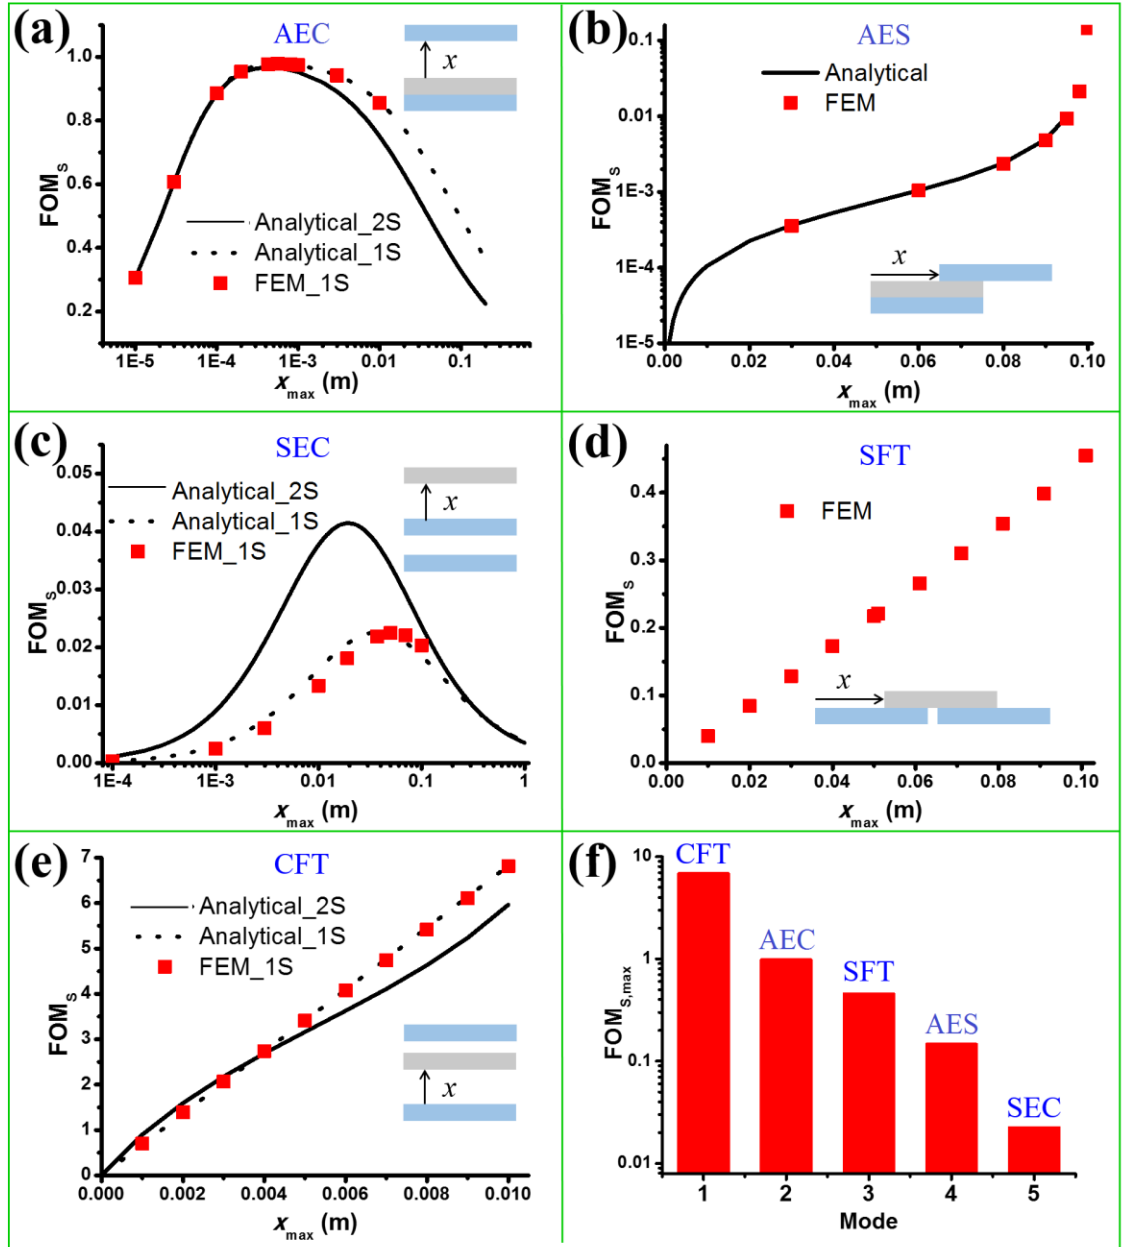 (a)
AEC
x
FOMS
1.0
0.8
0.6
0.4
0.2
Analytical_2S
Analytical_1S
FEM_1S
1E-5 1E-4 1E-3 0.01 0.1
xmax (m)
(b)
AES
Analytical
FEM
FOMS
0.1
0.01
1E-3
1E-4
1E-5
x
0.00 0.02 0.04 0.06 0.08 0.10
xmax (m)
(c)
SEC
Analytical_2S
Analytical_1S
FEM_1S
x
FOMS
0.05
0.04
0.03
0.02
0.01
0.00
1E-4 1E-3 0.01 0.1 1
xmax (m)
(d)
SFT
FEM
FOMS
0.4
0.3
0.2
0.1
0.0
x
0.00 0.02 0.04 0.06 0.08 0.10
xmax (m)
(e)
CFT
Analytical_2S
Analytical_1S
FEM_1S
x
FOMS
7
6
5
4
3
2
1
0
0.000 0.002 0.004 0.006 0.008 0.010
xmax (m)
(f)
CFT
AEC
SFT
AES
SEC
FOMS,max
10
1
0.1
0.01
1 2 3 4 5
Mode